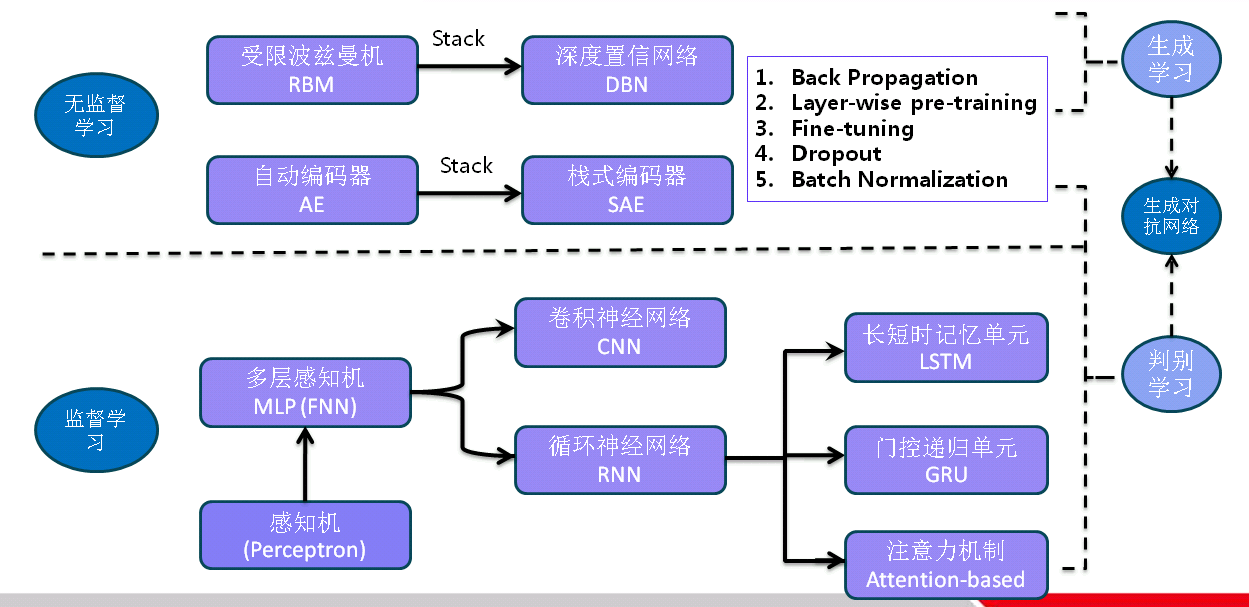 无监督
学习
受限波兹曼机
RBM
Stack
深度置信网络
DBN
自动编码器
AE
Stack
栈式编码器
SAE
1. Back Propagation
2. Layer-wise pre-training
3. Fine-tuning
4. Dropout
5. Batch Normalization
生成
学习
生成对
抗网络
判别
学习
监督学
习
多层感知机
MLP (FNN)
感知机
(Perceptron)
卷积神经网络
CNN
循环神经网络
RNN
长短时记忆单元
LSTM
门控递归单元
GRU
注意力机制
Attention-based